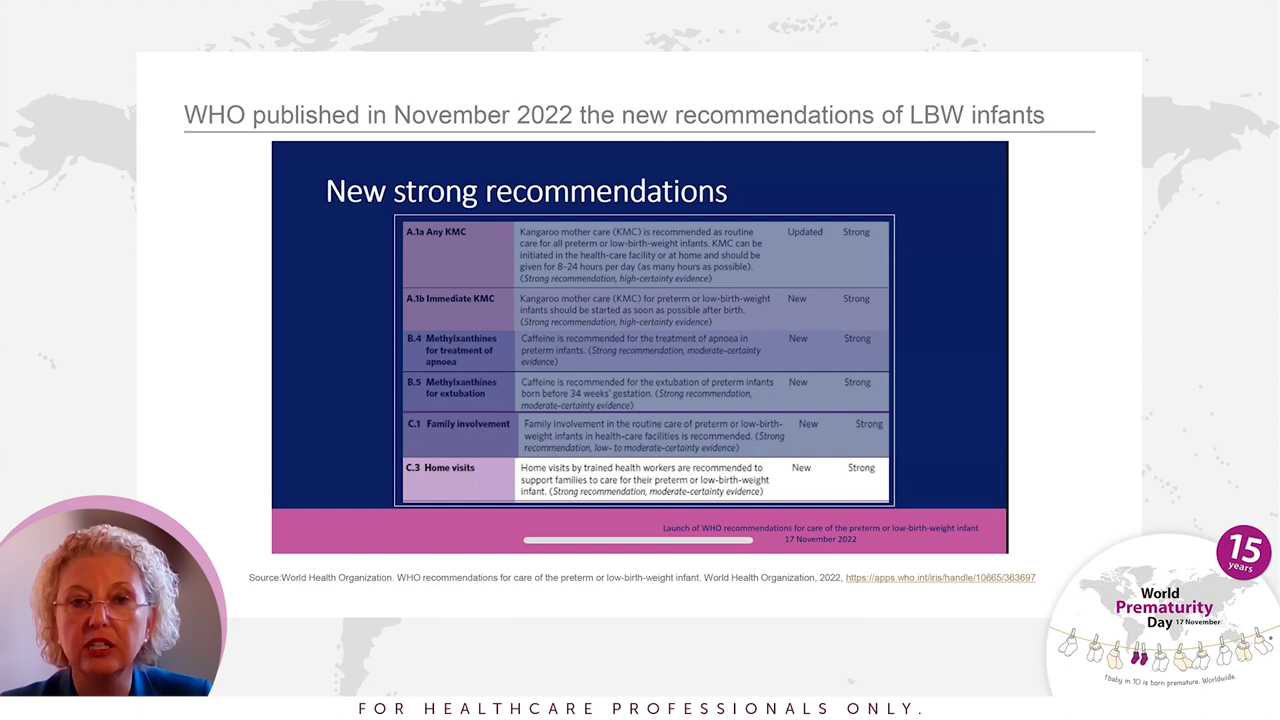 WHO published in November 2022 the new recommendations of LBW infants
New strong recommendations
A.1a Any KMC
Kangaroo mother care (KMC) is recommended as routine
care for all preterm or low-birth-weight infants. KMC can be
initiated in the health-care facility or at home and should be
given for 8–24 hours per day (as many hours as possible).
(Strong recommendation, high-certainty evidence)
Updated
Strong
A.1b Immediate KMC
Kangaroo mother care (KMC) for preterm or low-birth-weight
infants should be started as soon as possible after birth.
(Strong recommendation, high-certainty evidence)
New
Strong
B.4 Methylxanthines
for treatment of
apnoea
Caffeine is recommended for the treatment of apnoea in
preterm infants. (Strong recommendation, moderate-certainty
evidence)
New
Strong
B.5 Methylxanthines
for extubation
Caffeine is recommended for the extubation of preterm infants
born before 34 weeks' gestation. (Strong recommendation,
moderate-certainty evidence)
New
Strong
C.1 Family involvement
Family involvement in the routine care of preterm or low-birth-
weight infants in health-care facilities is recommended. (Strong
recommendation, low- to moderate-certainty evidence)
New
Strong
C.3 Home visits
Home visits by trained health workers are recommended to
support families to care for their preterm or low-birth-weight
infant. (Strong recommendation, moderate-certainty evidence)
New
Strong
Launch of WHO recommendations for care of the preterm or low-birth-weight infant
17 November 2022
Source:World Health Organization. WHO recommendations for care of the preterm or low-birth-weight infant. World Health Organization, 2022, https://apps.who.int/iris/handle/10665/363697
15
years
World
Prematurity
Day 17 November
1 baby in 10 is born premature. Worldwide.
FOR HEALTHCARE PROFESSIONALS ONLY.